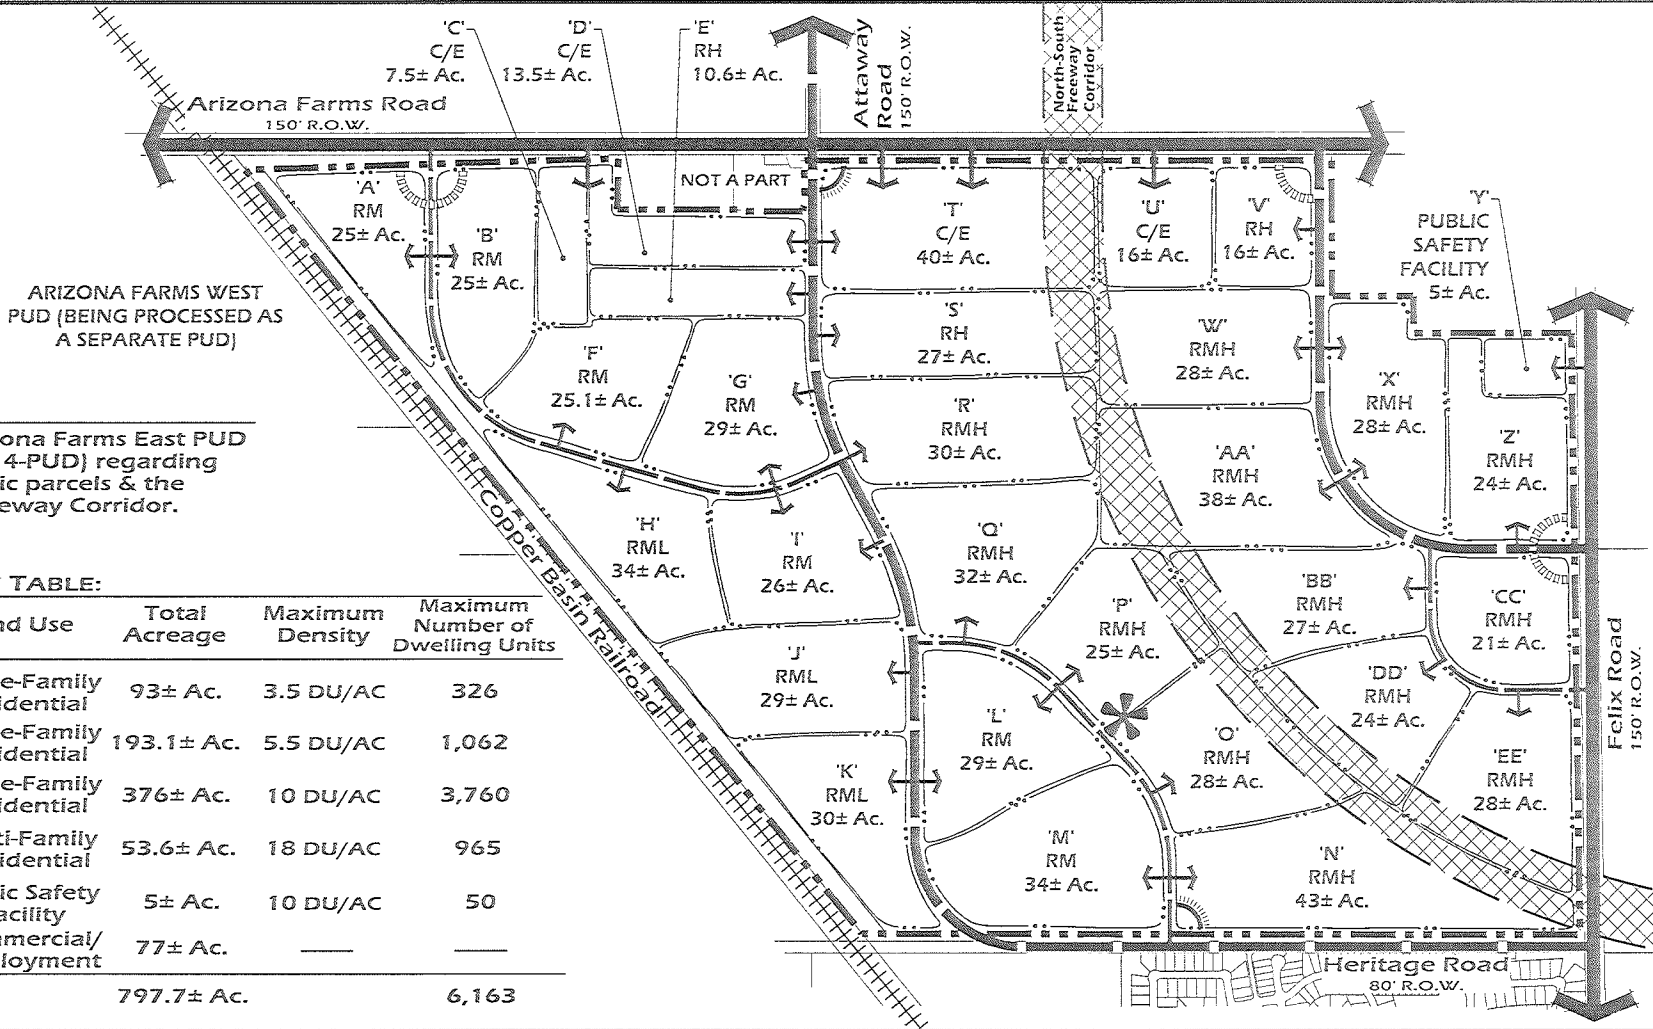 'C'
C/E
7.5± Ac.
'D'
C/E
13.5± Ac.
'E'
RH
10.6± Ac.
Attaway
Road
150' R.O.W.
North-South
Freeway
Corridor
Arizona Farms Road
150' R.O.W.
NOT A PART
'A'
RM
25± Ac.
'B'
RM
25± Ac.
'T'
C/E
40± Ac.
'U'
C/E
16± Ac.
'V'
RH
16± Ac.
'Y'
PUBLIC
SAFETY
FACILITY
5± Ac.
ARIZONA FARMS WEST
PUD (BEING PROCESSED AS
A SEPARATE PUD)
'F'
RM
25.1± Ac.
'G'
RM
29± Ac.
'S'
RH
27± Ac.
'W'
RMH
28± Ac.
'R'
RMH
30± Ac.
'X'
RMH
28± Ac.
'Z'
RMH
24± Ac.
'AA'
RMH
38± Ac.
ona Farms East PUD
4-PUD) regarding
ic parcels & the
eway Corridor.
Copper Basin Railroad
'H'
RML
34± Ac.
'I'
RM
26± Ac.
'Q'
RMH
32± Ac.
'P'
RMH
25± Ac.
'BB'
RMH
27± Ac.
'CC'
RMH
21± Ac.
'DD'
RMH
24± Ac.
'J'
RML
29± Ac.
'K'
RML
30± Ac.
'L'
RM
29± Ac.
'O'
RMH
28± Ac.
'EE'
RMH
28± Ac.
'M'
RM
34± Ac.
'N'
RMH
43± Ac.
Felix Road
150' R.O.W.
Heritage Road
80' R.O.W.
TABLE:
nd Use Total Acreage Maximum Density Maximum Number of Dwelling Units
e-Family
idential 93± Ac. 3.5 DU/AC 326
e-Family
idential 193.1± Ac. 5.5 DU/AC 1,062
e-Family
idential 376± Ac. 10 DU/AC 3,760
ti-Family
idential 53.6± Ac. 18 DU/AC 965
ic Safety
acility 5± Ac. 10 DU/AC 50
mmercial/
loyment 77± Ac. —— ——
797.7± Ac. 6,163